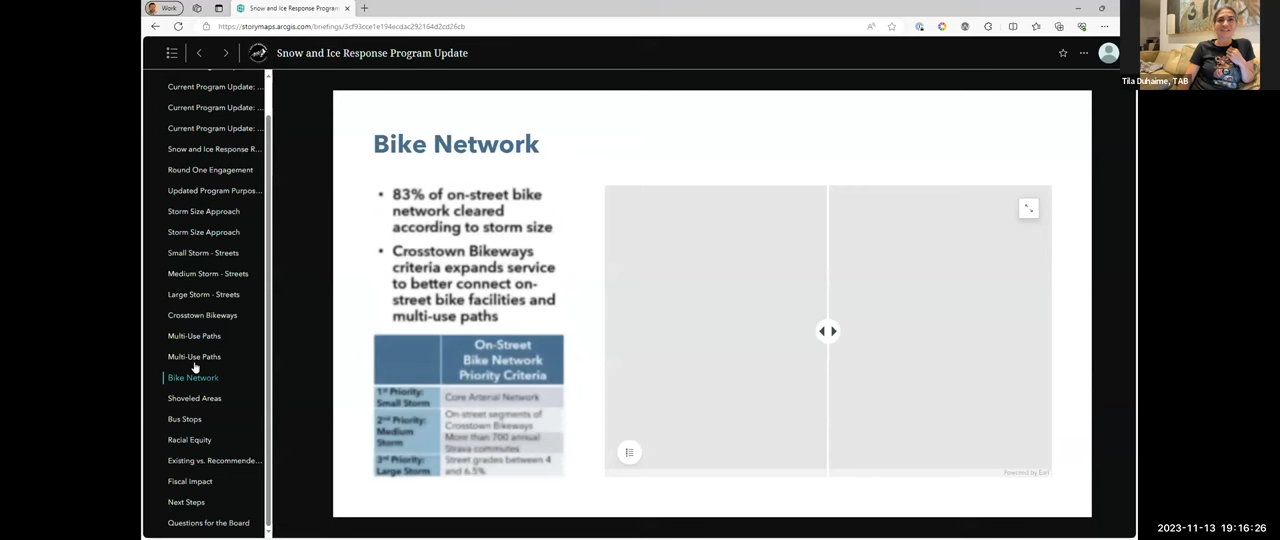 Work
Snow and Ice Response Program
https://storymaps.arcgis.com/briefings/3cf93cce1e194ecdac292164d2cd26cb
Snow and Ice Response Program Update
Tila Duhaime, TAB
Current Program Update: ...
Current Program Update: ...
Current Program Update: ...
Snow and Ice Response R...
Round One Engagement
Updated Program Purpos...
Storm Size Approach
Storm Size Approach
Small Storm - Streets
Medium Storm - Streets
Large Storm - Streets
Crosstown Bikeways
Multi-Use Paths
Multi-Use Paths
Bike Network
Shoveled Areas
Bus Stops
Racial Equity
Existing vs. Recommende...
Fiscal Impact
Next Steps
Questions for the Board
Bike Network
• 83% of on-street bike
network cleared
according to storm size
• Crosstown Bikeways
criteria expands service
to better connect on-
street bike facilities and
multi-use paths
On-Street
Bike Network
Priority Criteria
1st Priority:
Small Storm
Core Arterial Network
2nd Priority:
Medium
Storm
On-street segments of
Crosstown Bikeways
More than 700 annual
Strava commutes
3rd Priority:
Large Storm
Street grades between 4
and 6.5%
Powered by Esri
2023-11-13 19:16:26